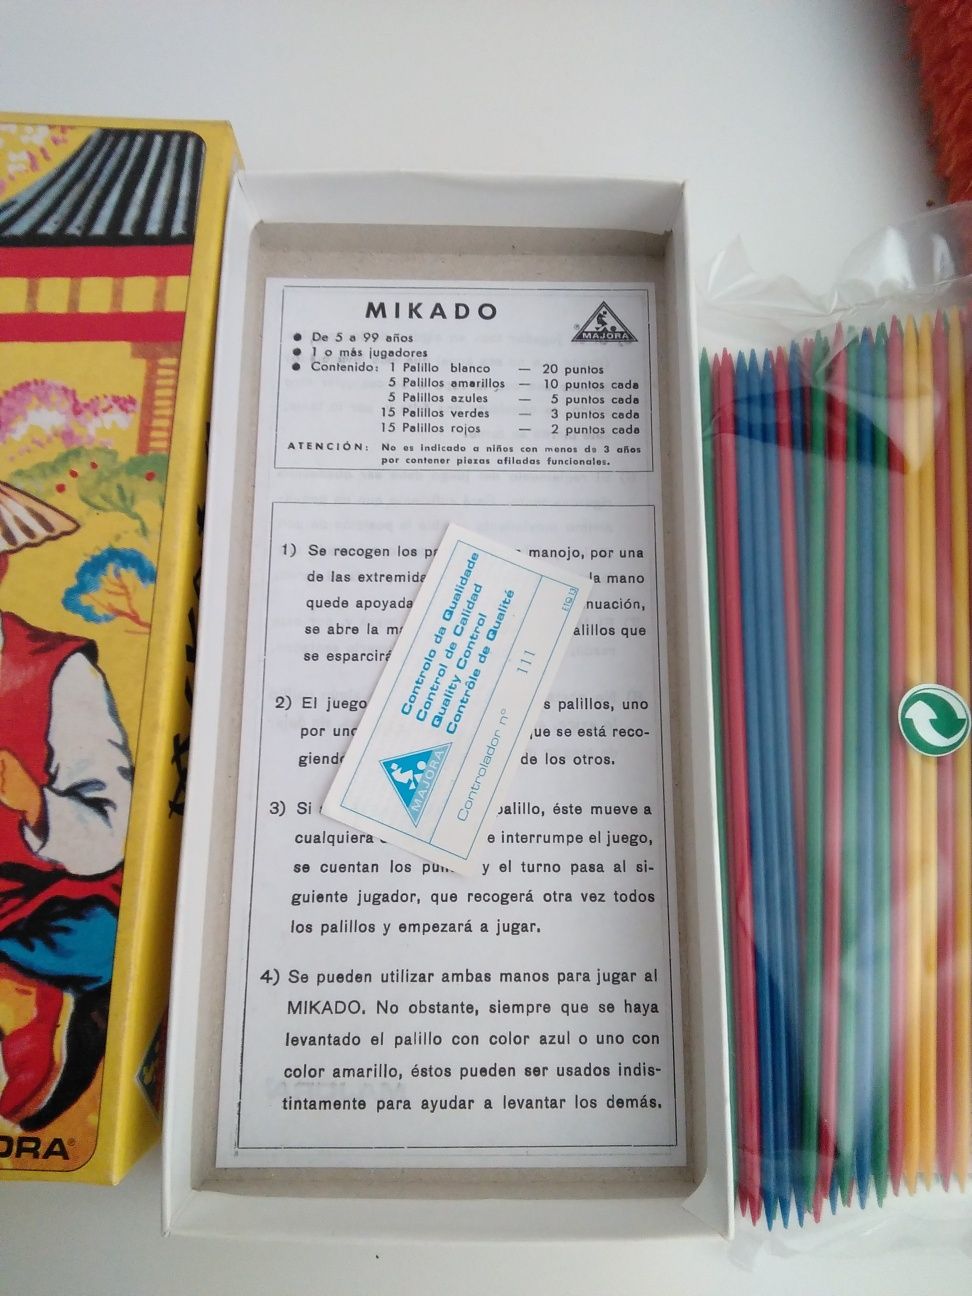 MIKADO
MAJORA
● De 5 a 99 años
● 1 o más jugadores
● Contenido: 1 Palillo blanco — 20 puntos
5 Palillos amarillos — 10 puntos cada
5 Palillos azules — 5 puntos cada
15 Palillos verdes — 3 puntos cada
15 Palillos rojos — 2 puntos cada
ATENCIÓN: No es indicado a niños con menos de 3 años
por contener piezas afiladas funcionales.
1) Se recogen los manojo, por una
de las la mano
quede
se abre la que
se
2) El juego palillos, uno
por que se está reco-
de los otros.
3) Si palillo, éste mueve a
cualquiera interrumpe el juego,
se cuentan los y el turno pasa al si-
guiente jugador, que recogerá otra vez todos
los palillos y empezará a jugar.
4) Se pueden utilizar ambas manos para jugar al
MIKADO. No obstante, siempre que se haya
levantado el palillo con color azul o uno con
color amarillo, éstos pueden ser usados indis-
tintamente para ayudar a levantar los demás.
Controlo da Qualidade
Control de Calidad
Quality Control
Contrôle de Qualité
MAJORA
Controlador nº 111
ORA®